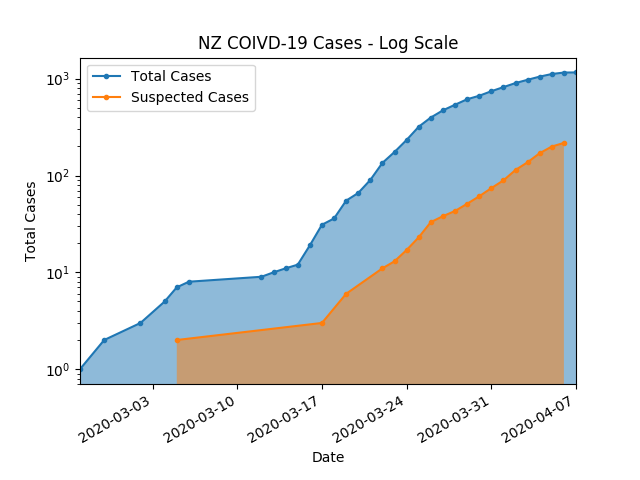 NZ COIVD-19 Cases - Log Scale
Total Cases
Suspected Cases
Total Cases
10³
10²
10¹
10⁰
2020-03-03
2020-03-10
2020-03-17
2020-03-24
2020-03-31
2020-04-07
Date